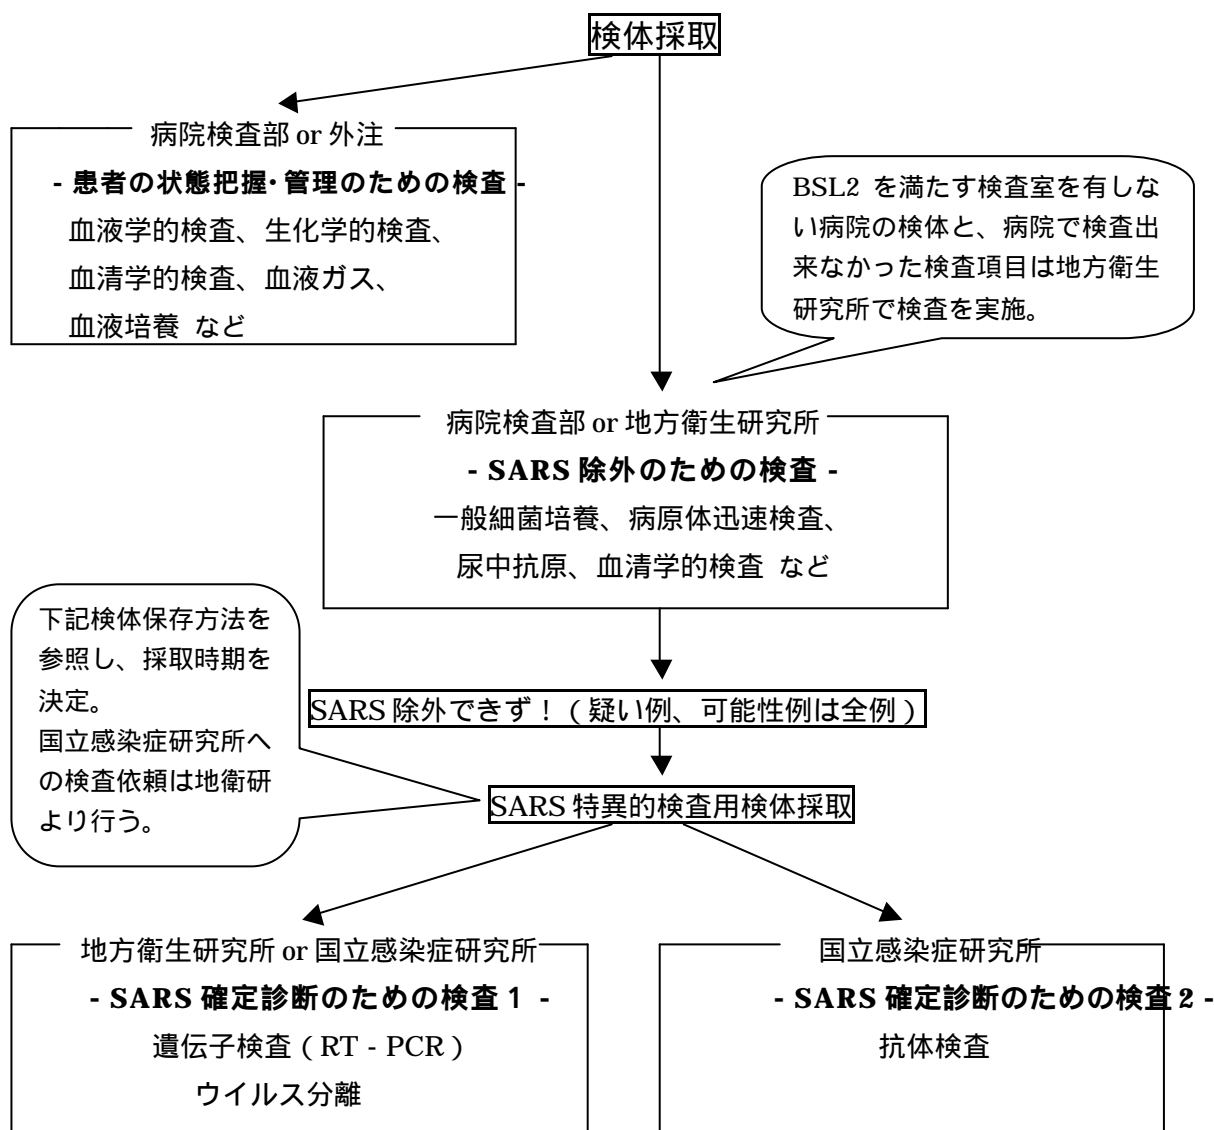 検体採取
病院検査部 or 外注
- 患者の状態把握・管理のための検査 -
血液学的検査、生化学的検査、
血清学的検査、血液ガス、
血液培養 など
BSL2 を満たす検査室を有しな
い病院の検体と、病院で検査出
来なかった検査項目は地方衛生
研究所で検査を実施。
病院検査部 or 地方衛生研究所
- SARS 除外のための検査 -
一般細菌培養、病原体迅速検査、
尿中抗原、血清学的検査 など
下記検体保存方法を
参照し、採取時期を
決定。
国立感染症研究所へ
の検査依頼は地衛研
より行う。
SARS 除外できず！（疑い例、可能性例は全例）
SARS 特異的検査用検体採取
地方衛生研究所 or 国立感染症研究所
- SARS 確定診断のための検査 1 -
遺伝子検査（RT - PCR）
ウイルス分離
国立感染症研究所
- SARS 確定診断のための検査 2 -
抗体検査